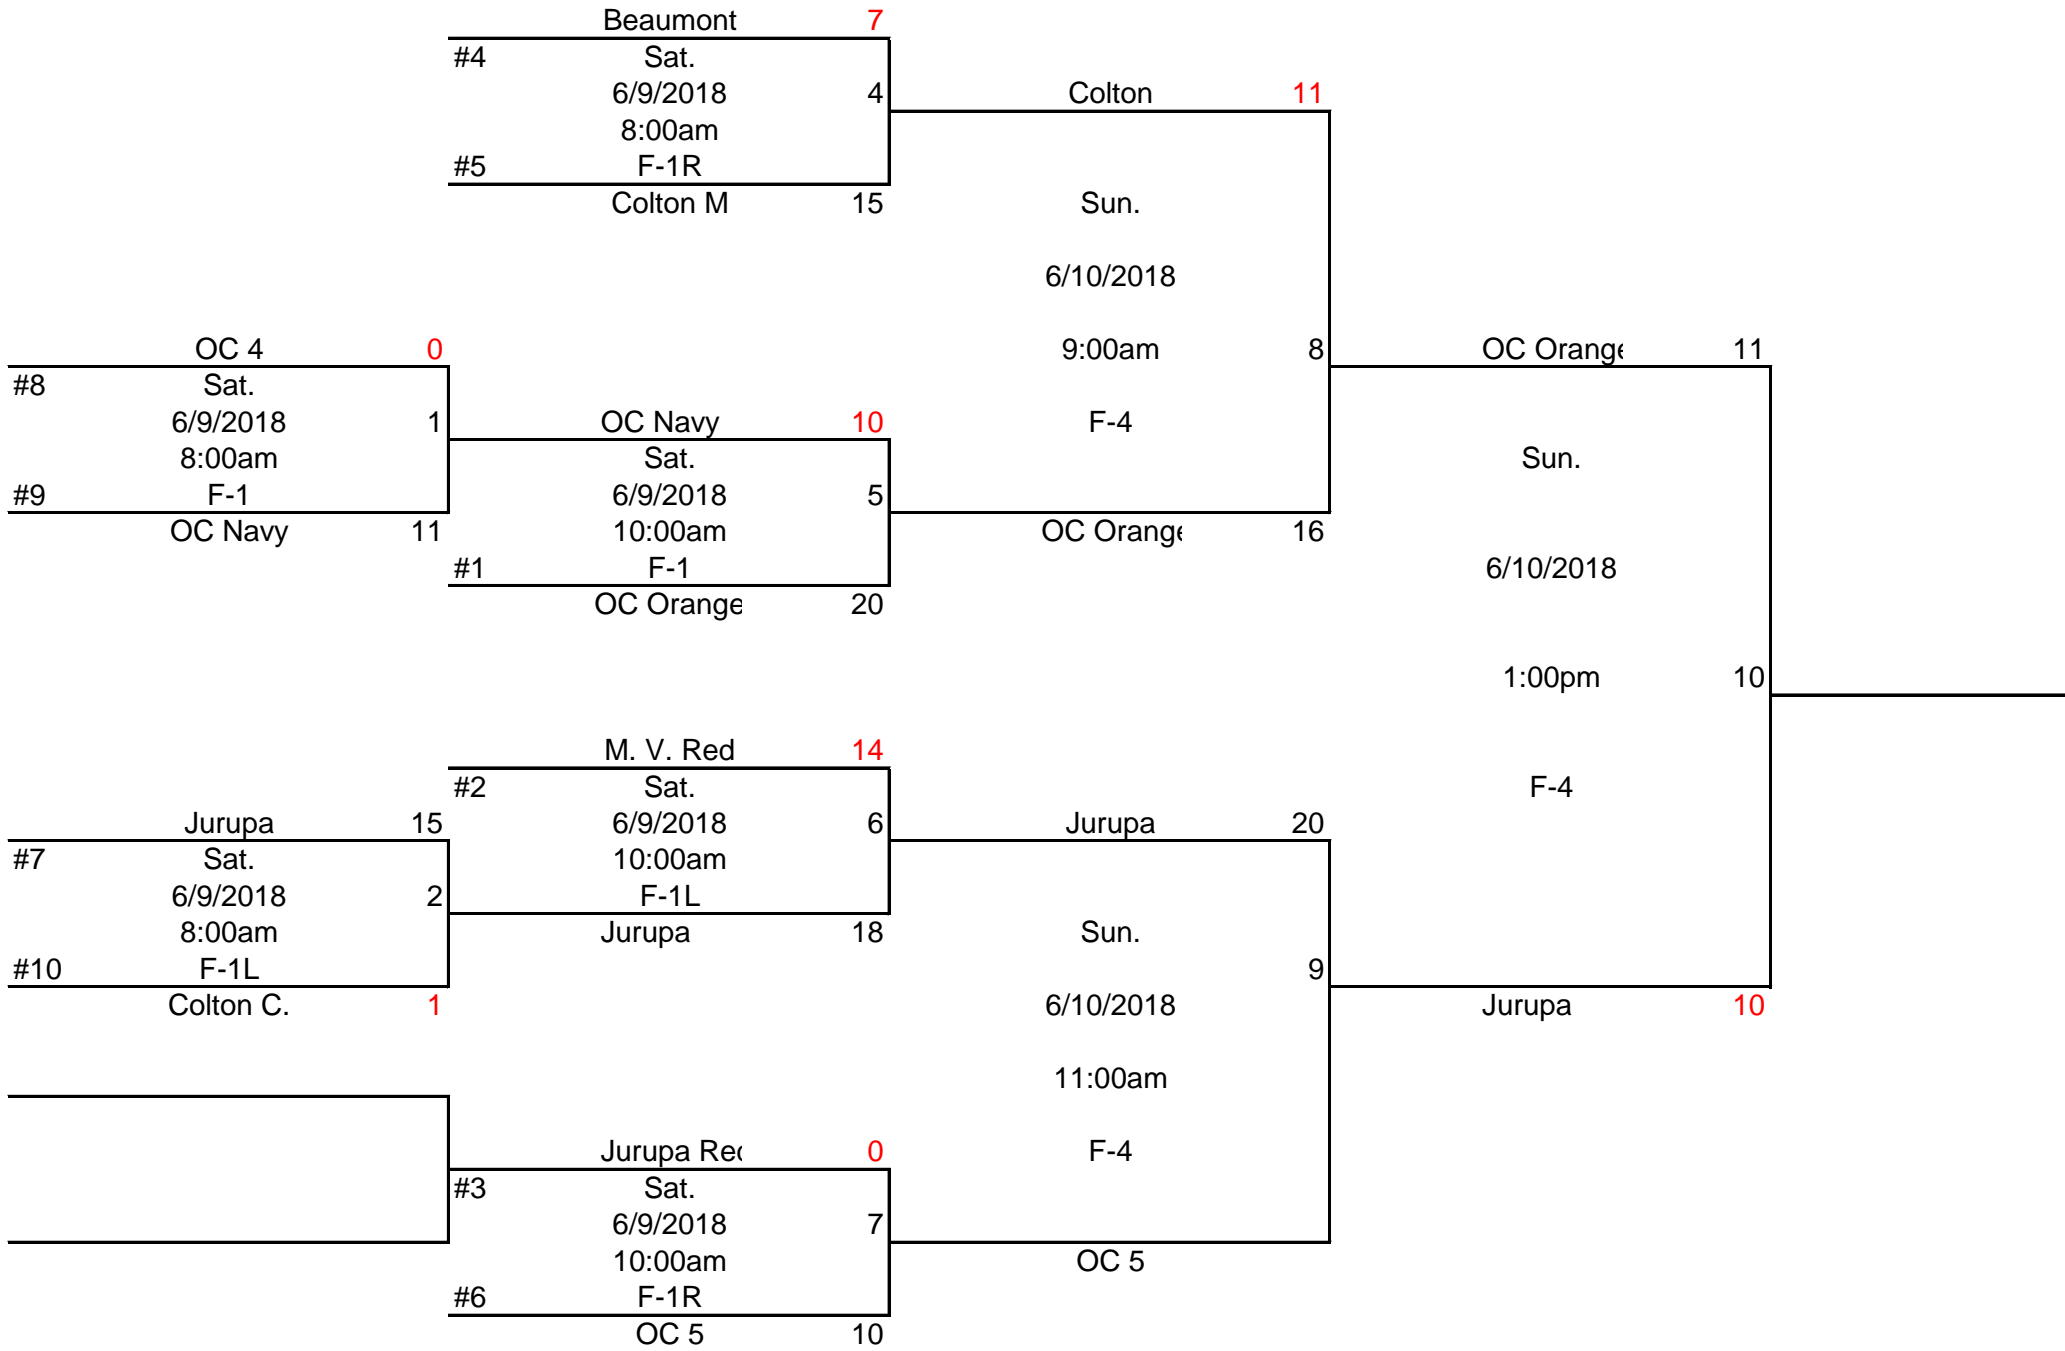 Beaumont 7
#4 Sat.
6/9/2018 4
8:00am
#5 F-1R
Colton M 15
Colton 11
Sun.
6/10/2018
9:00am 8
F-4
OC Orange 16
OC 4 0
#8 Sat.
6/9/2018 1
8:00am
#9 F-1
OC Navy 11
OC Navy 10
Sat.
6/9/2018 5
10:00am
#1 F-1
OC Orange 20
OC Orange 11
Sun.
6/10/2018
1:00pm 10
F-4
Jurupa 10
M. V. Red 14
#2 Sat.
6/9/2018 6
10:00am
F-1L
Jurupa 18
Jurupa 15
#7 Sat.
6/9/2018 2
8:00am
#10 F-1L
Colton C. 1
Jurupa 20
Sun.
9
6/10/2018
11:00am
F-4
OC 5
Jurupa Red 0
#3 Sat.
6/9/2018 7
10:00am
#6 F-1R
OC 5 10